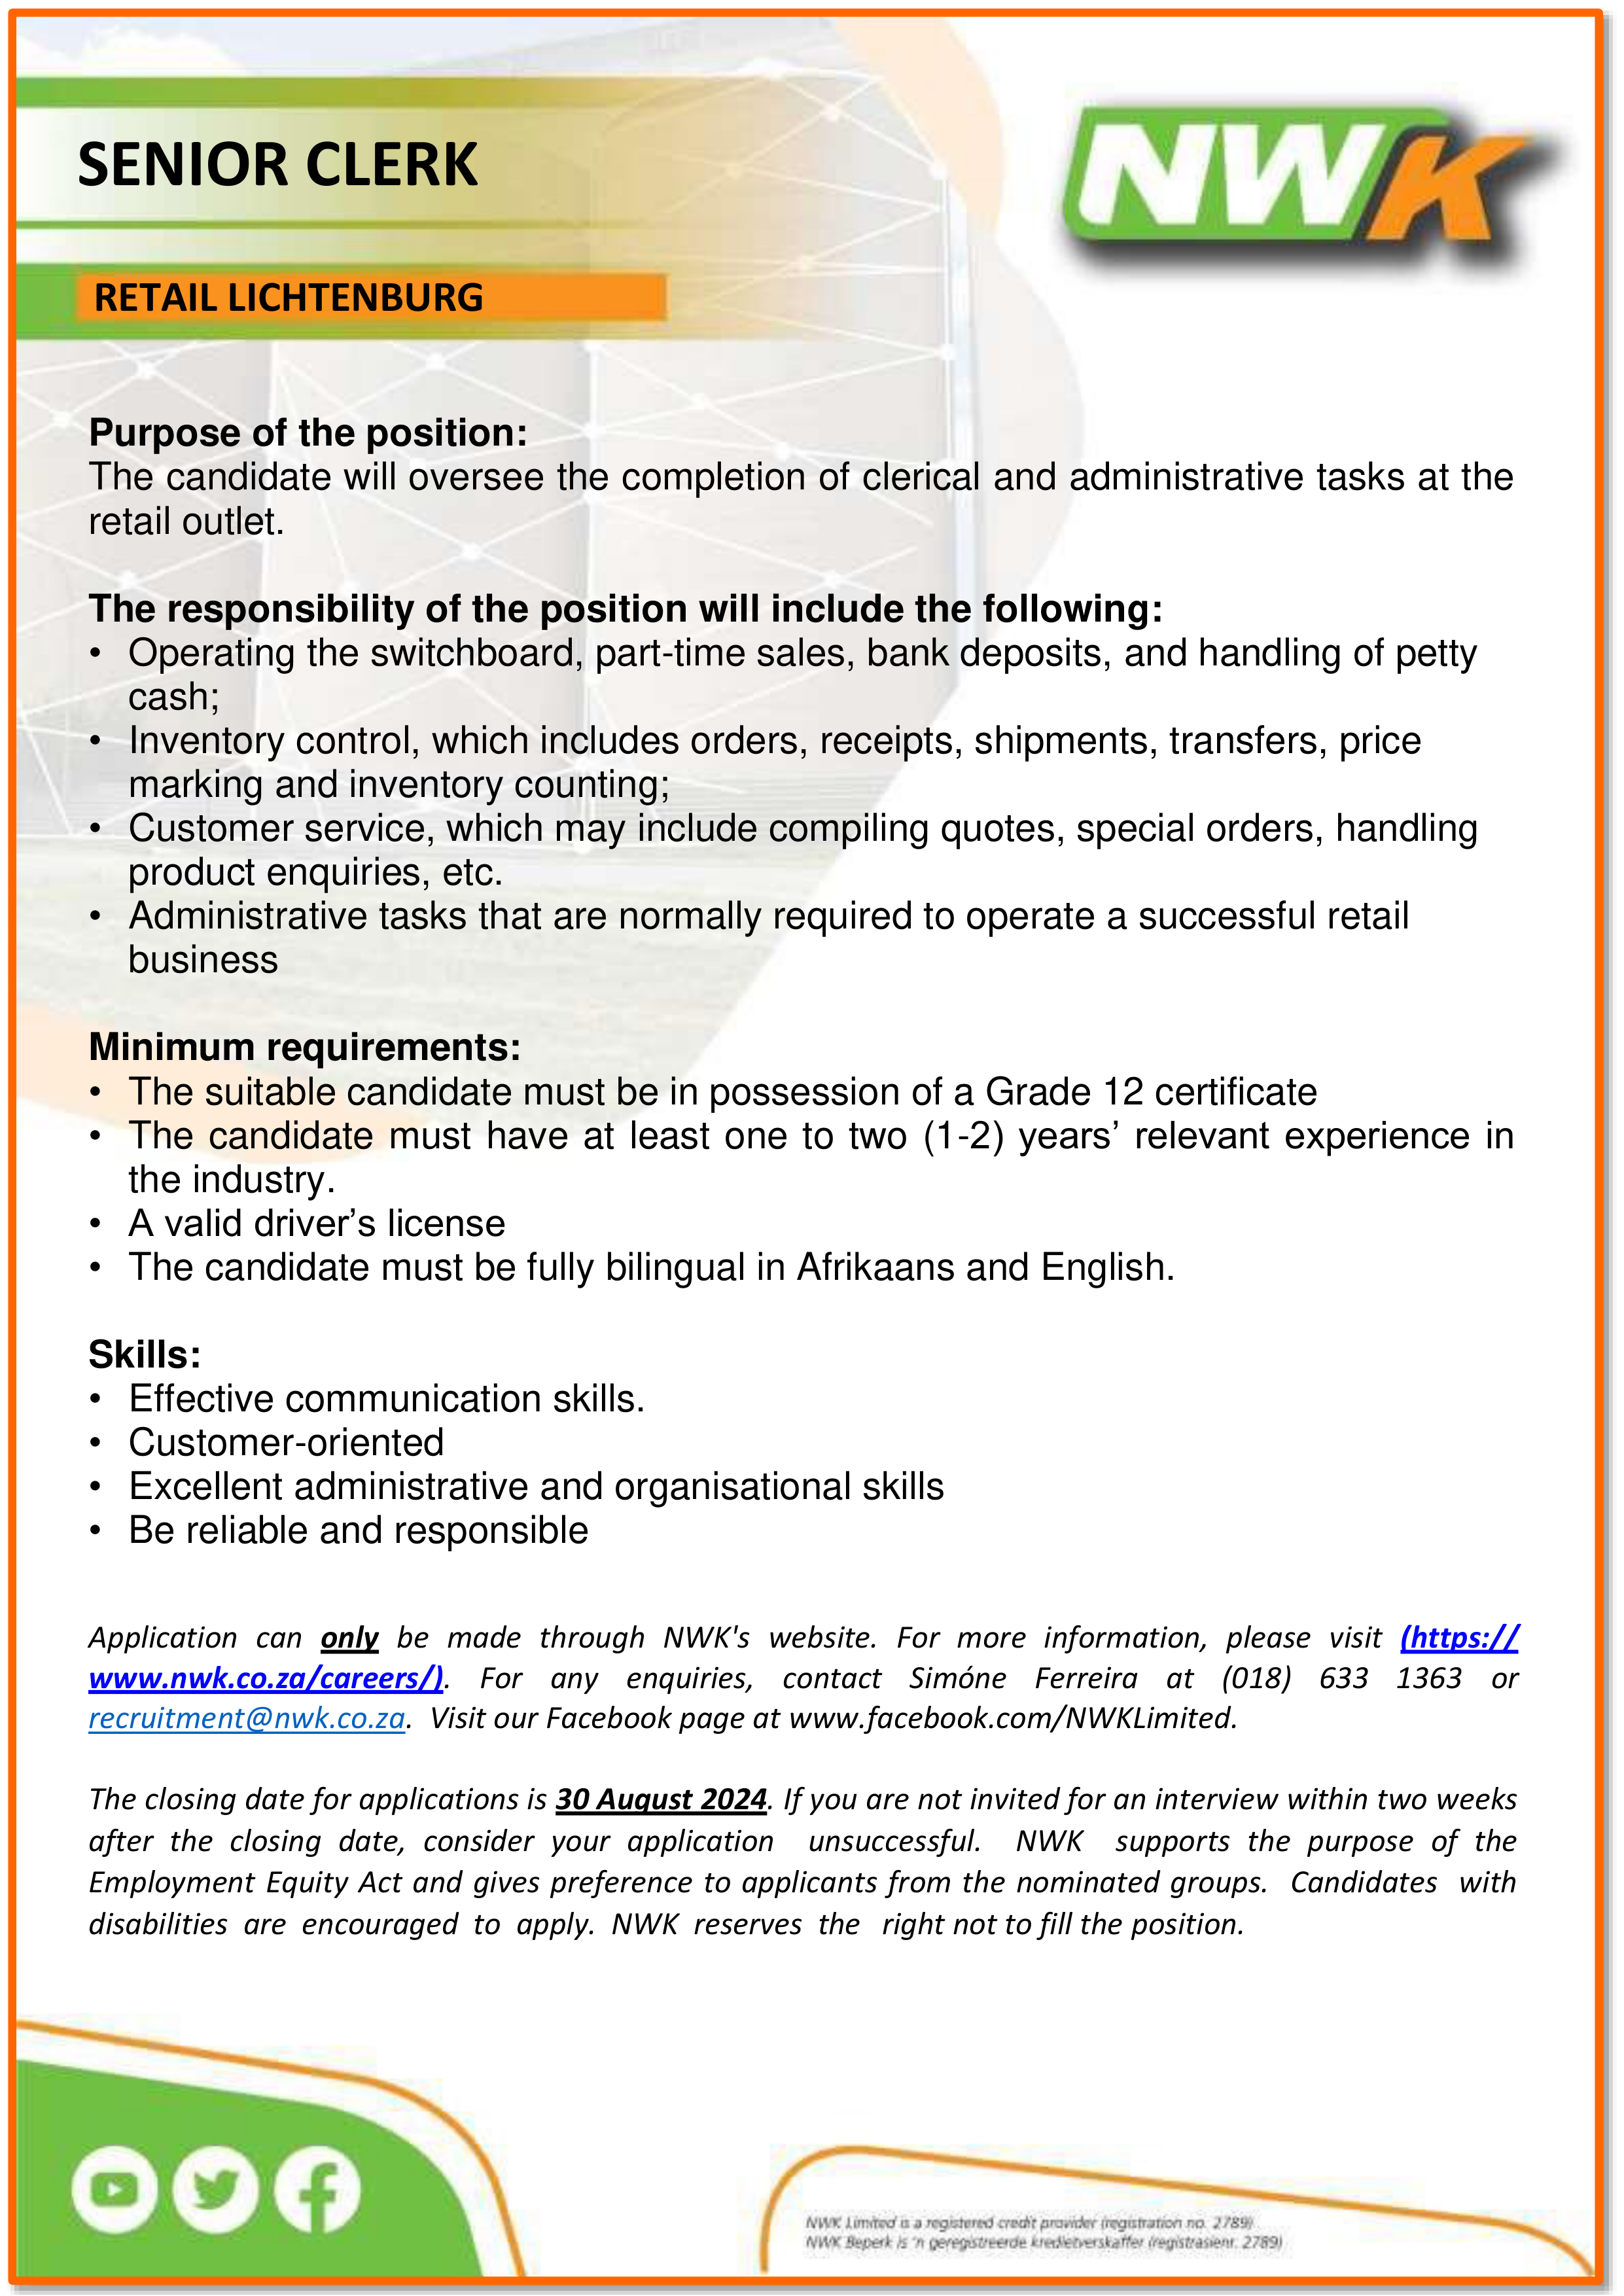 SENIOR CLERK
NWK
RETAIL LICHTENBURG
Purpose of the position:
The candidate will oversee the completion of clerical and administrative tasks at the
retail outlet.
The responsibility of the position will include the following:
• Operating the switchboard, part-time sales, bank deposits, and handling of petty
cash;
• Inventory control, which includes orders, receipts, shipments, transfers, price
marking and inventory counting;
• Customer service, which may include compiling quotes, special orders, handling
product enquiries, etc.
• Administrative tasks that are normally required to operate a successful retail
business
Minimum requirements:
• The suitable candidate must be in possession of a Grade 12 certificate
• The candidate must have at least one to two (1-2) years’ relevant experience in
the industry.
• A valid driver’s license
• The candidate must be fully bilingual in Afrikaans and English.
Skills:
• Effective communication skills.
• Customer-oriented
• Excellent administrative and organisational skills
• Be reliable and responsible
Application can only be made through NWK's website. For more information, please visit (https://
www.nwk.co.za/careers/). For any enquiries, contact Simóne Ferreira at (018) 633 1363 or
recruitment@nwk.co.za. Visit our Facebook page at www.facebook.com/NWKLimited.
The closing date for applications is 30 August 2024. If you are not invited for an interview within two weeks
after the closing date, consider your application unsuccessful. NWK supports the purpose of the
Employment Equity Act and gives preference to applicants from the nominated groups. Candidates with
disabilities are encouraged to apply. NWK reserves the right not to fill the position.
NWK Limited is a registered credit provider (registration no. 2789)
NWK Beperk is 'n geregistreerde kredietverskaffer (registrasienr. 2789)